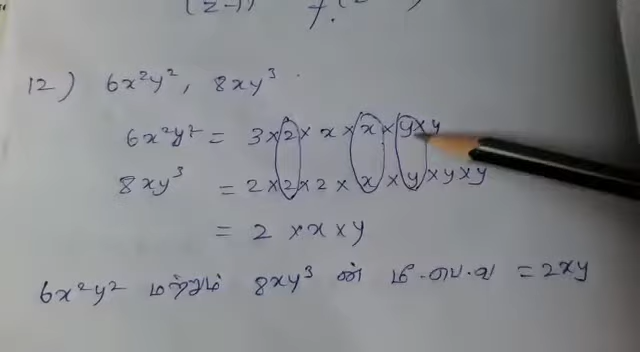 12) 6x²y², 8xy³.
6x²y² = 3×2×x×x×y×y
8xy³ = 2×2×2×x×y×y×y
= 2×x×y
6x²y² மற்றும் 8xy³ ன் மீ.பொ.வ = 2xy